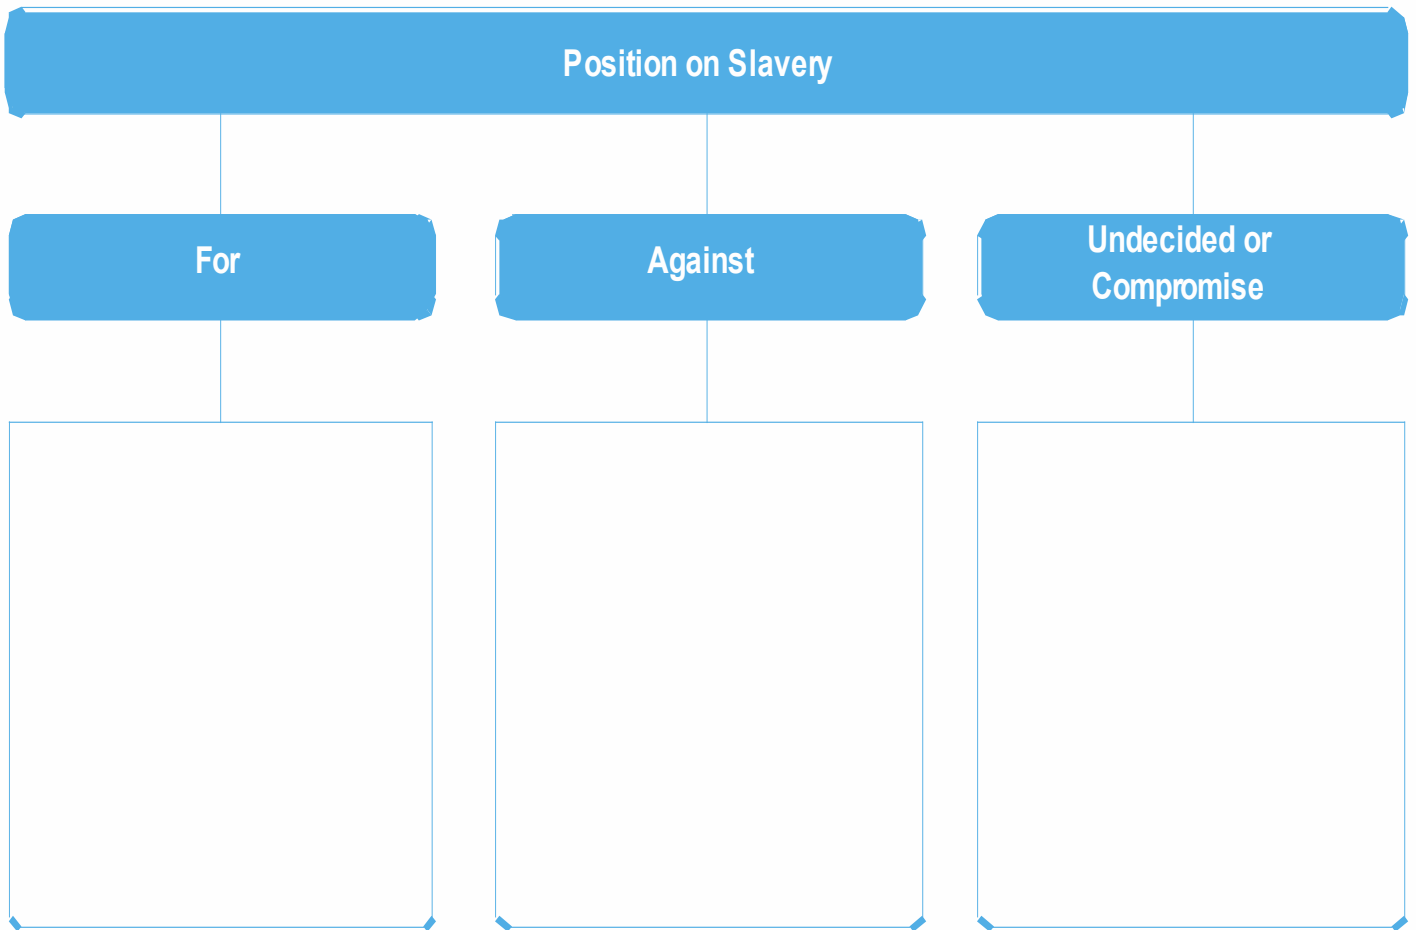 Position on Slavery
For
Against
Undecided or
Compromise